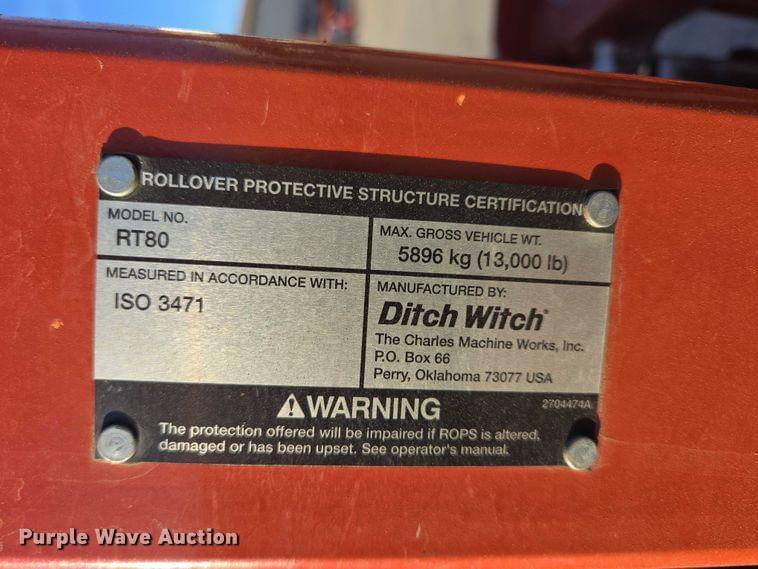 ROLLOVER PROTECTIVE STRUCTURE CERTIFICATION
MODEL NO.
RT80
MAX. GROSS VEHICLE WT.
5896 kg (13,000 lb)
MEASURED IN ACCORDANCE WITH:
ISO 3471
MANUFACTURED BY:
Ditch Witch®
The Charles Machine Works, Inc.
P.O. Box 66
Perry, Oklahoma 73077 USA
WARNING
2704474A
The protection offered will be impaired if ROPS is altered,
damaged or has been upset. See operator's manual.
Purple Wave Auction